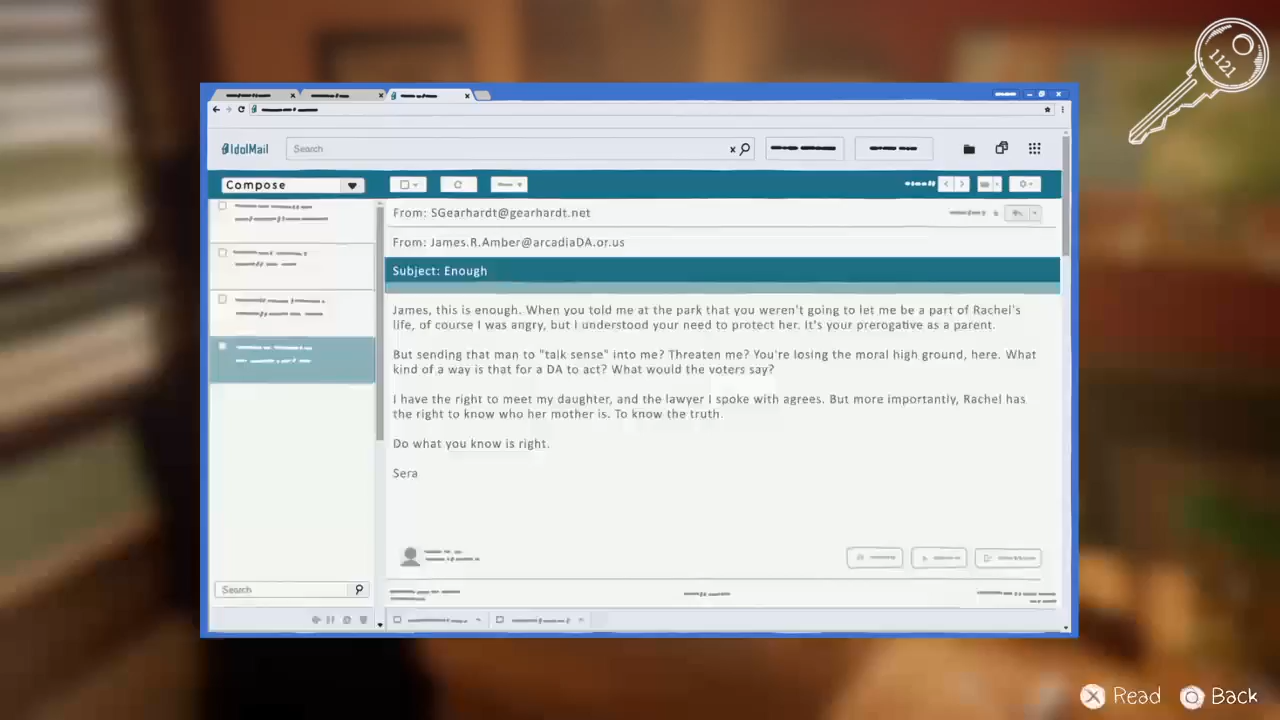 1121
IdolMail
Search
Compose
From: SGearhardt@gearhardt.net
From: James.R.Amber@arcadiaDA.or.us
Subject: Enough
James, this is enough. When you told me at the park that you weren't going to let me be a part of Rachel's
life, of course I was angry, but I understood your need to protect her. It's your prerogative as a parent.
But sending that man to "talk sense" into me? Threaten me? You're losing the moral high ground, here. What
kind of a way is that for a DA to act? What would the voters say?
I have the right to meet my daughter, and the lawyer I spoke with agrees. But more importantly, Rachel has
the right to know who her mother is. To know the truth.
Do what you know is right.
Sera
Search
Read
Back